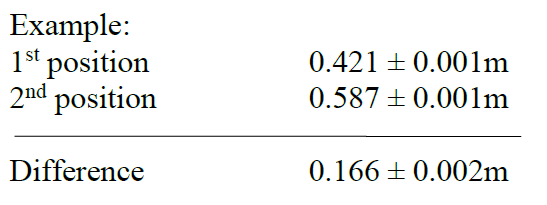 Example:
1st position 0.421 ± 0.001m
2nd position 0.587 ± 0.001m
Difference 0.166 ± 0.002m